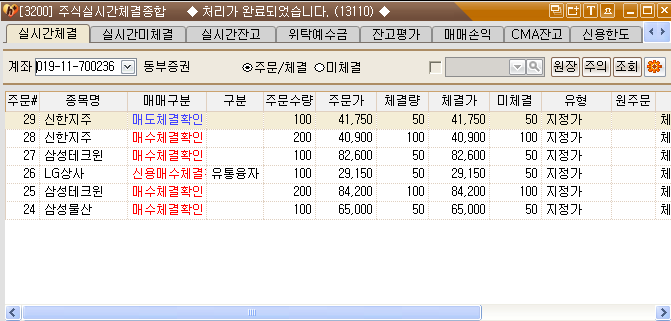 [3200] 주식실시간체결종합 ◆ 처리가 완료되었습니다. (13110) ◆
실시간체결 실시간미체결 실시간잔고 위탁예수금 잔고평가 매매손익 CMA잔고 신용한도
계좌 019-11-700236 동부증권 주문/체결 미체결 원장 주의 조회
주문# 종목명 매매구분 구분 주문수량 주문가 체결량 체결가 미체결 유형 원주문
29 신한지주 매도체결확인 100 41,750 50 41,750 50 지정가 체
28 신한지주 매수체결확인 200 40,900 100 40,900 100 지정가 체
27 삼성테크윈 매수체결확인 100 82,600 50 82,600 50 지정가 체
26 LG상사 신용매수체결 유통융자 100 29,150 50 29,150 50 지정가 체
25 삼성테크윈 매수체결확인 200 84,200 100 84,200 100 지정가 체
24 삼성물산 매수체결확인 100 65,000 50 65,000 50 지정가 체